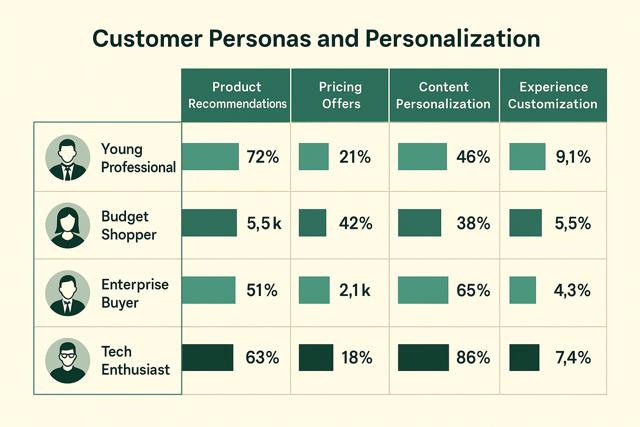 Customer Personas and Personalization
Product
Recommendations
Pricing
Offers
Content
Personalization
Experience
Customization
Young
Professional
72%
21%
46%
9,1%
Budget
Shopper
5,5 k
42%
38%
5,5%
Enterprise
Buyer
51%
2,1 k
65%
4,3%
Tech
Enthusiast
63%
18%
86%
7,4%